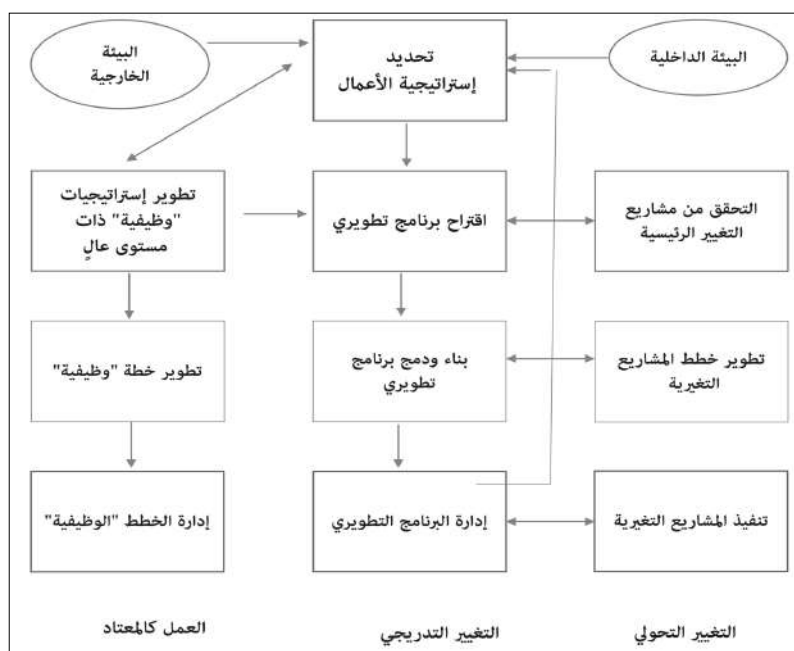 البيئة الداخلية
تحديد
إستراتيجية الأعمال
البيئة
الخارجية
التحقق من مشاريع
التغيير الرئيسية
اقتراح برنامج تطويري
تطوير إستراتيجيات
"وظيفية" ذات
مستوى عالٍ
تطوير خطط المشاريع
التغيرية
بناء ودمج برنامج
تطويري
تطوير خطة "وظيفية"
تنفيذ المشاريع التغيرية
إدارة البرنامج التطويري
إدارة الخطط "الوظيفية"
التغيير التحولي
التغيير التدريجي
العمل كالمعتاد